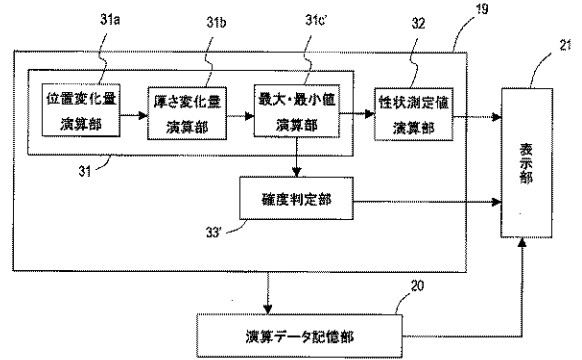 31a
31b
31c'
32
19
21
位置変化量
演算部
厚さ変化量
演算部
最大・最小値
演算部
性状測定値
演算部
表示部
31
確度判定部
33'
20
演算データ記憶部